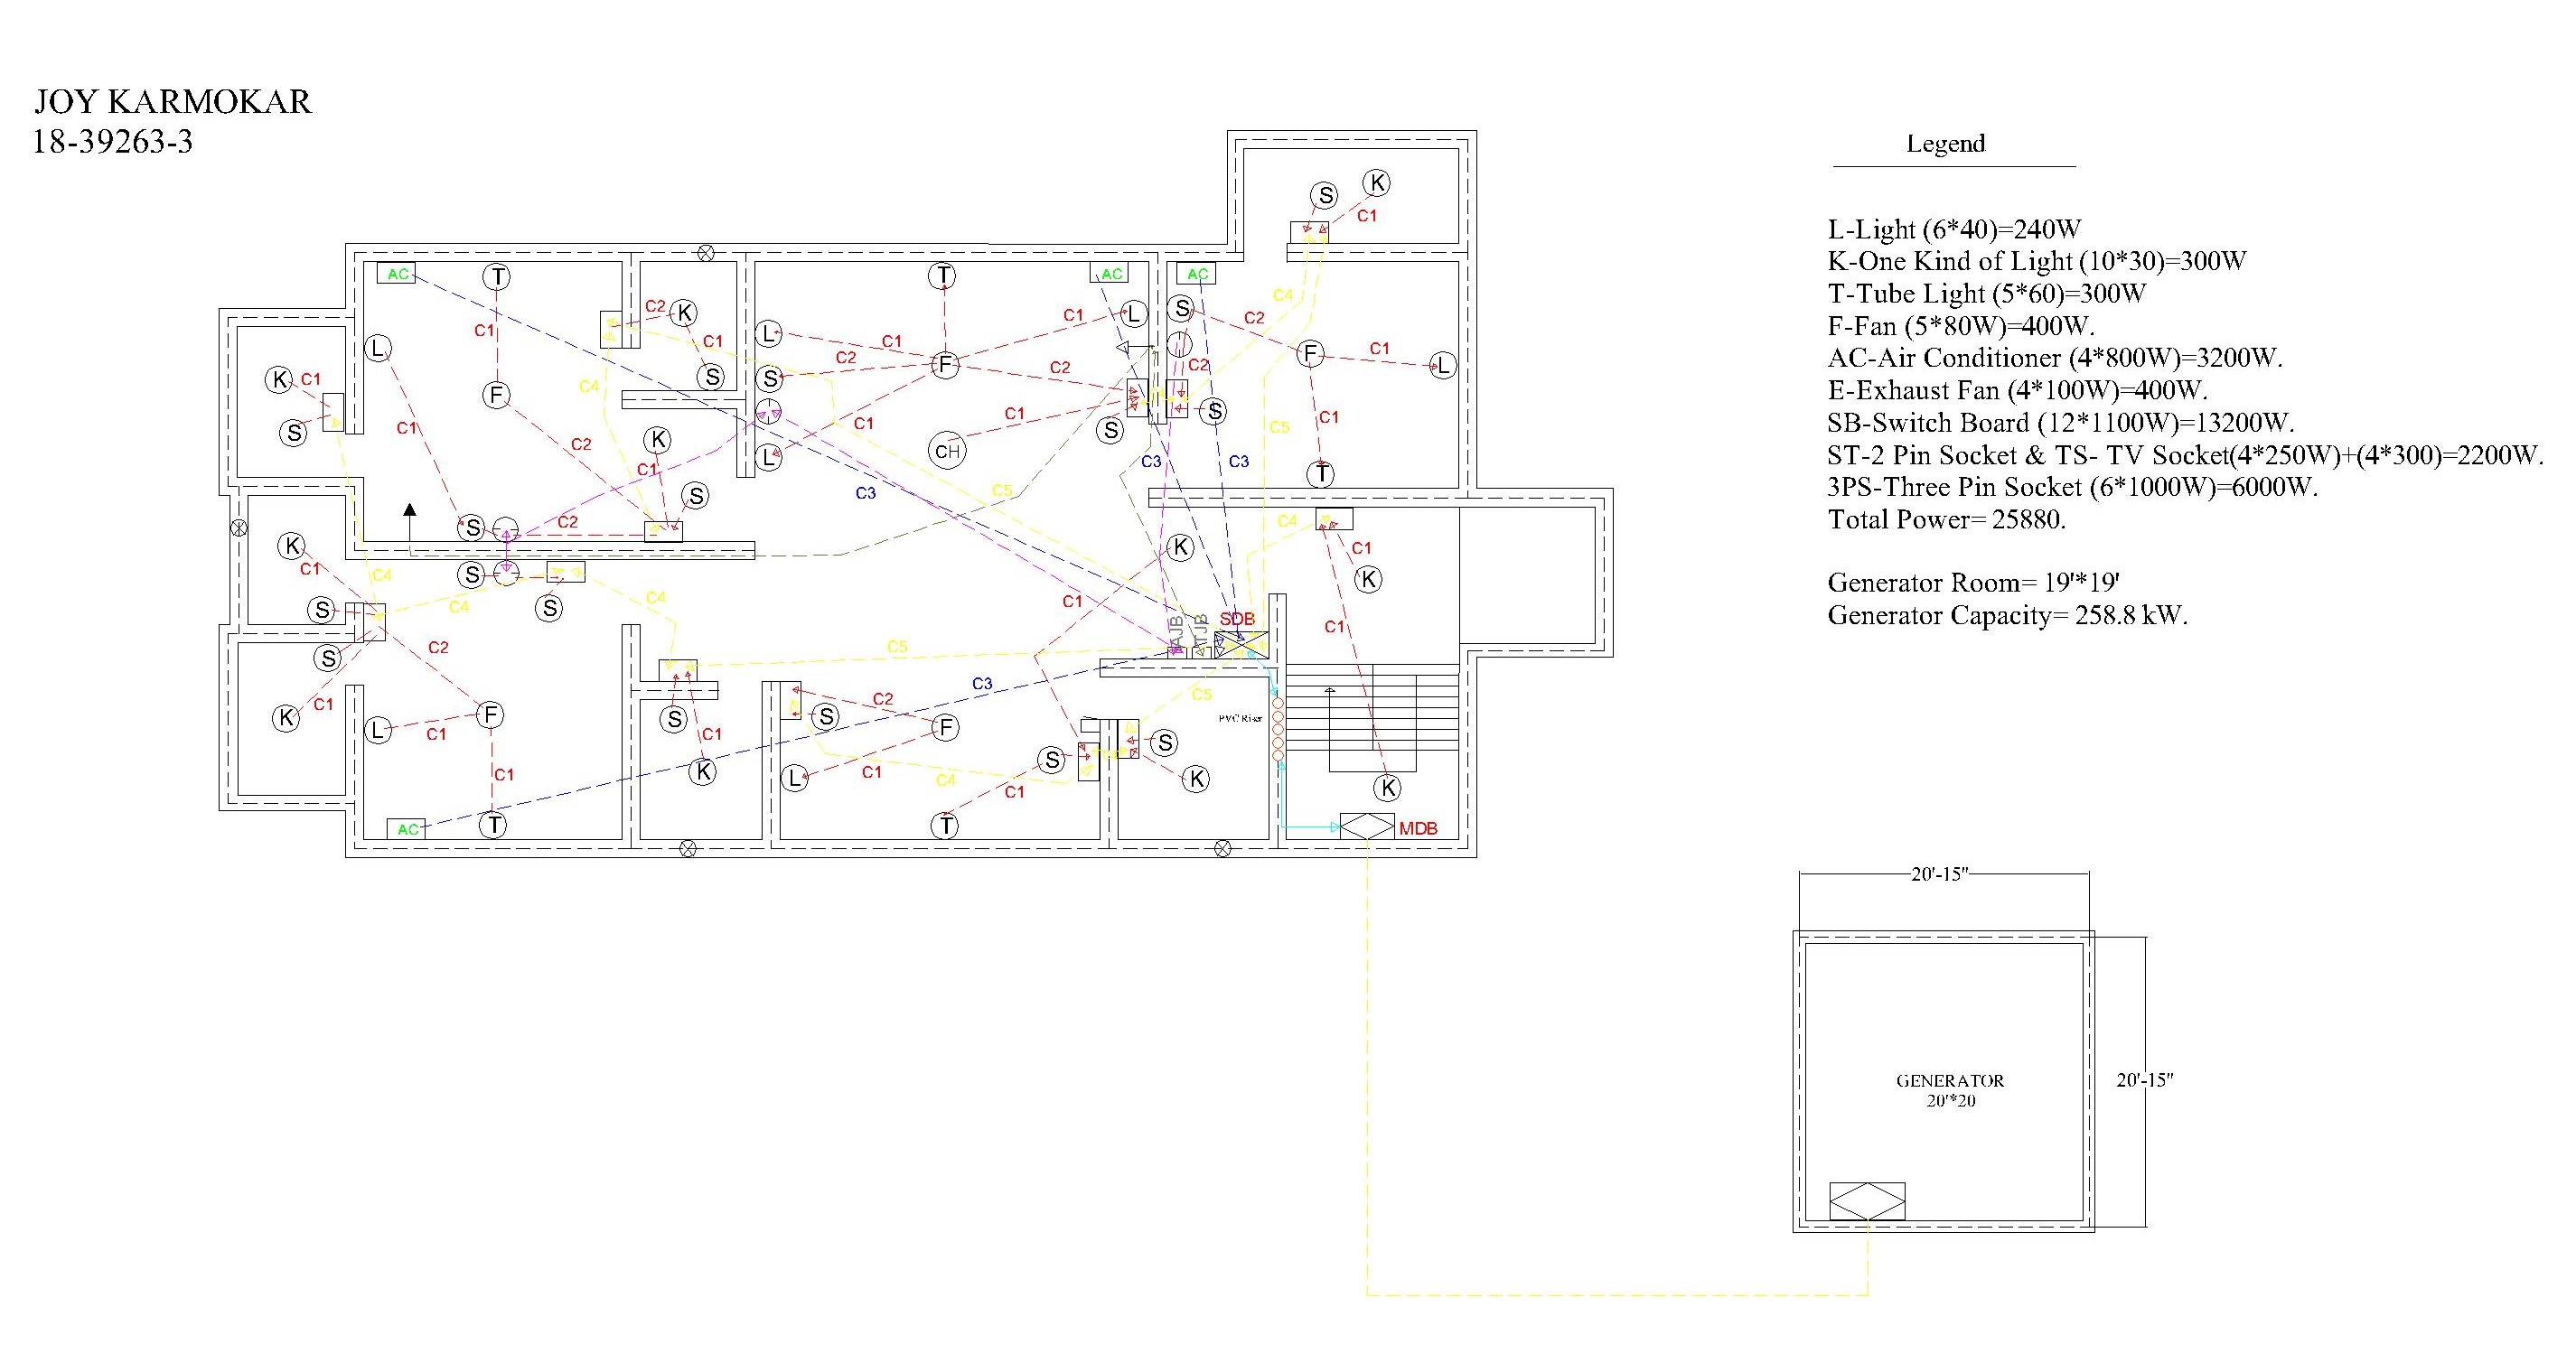 JOY KARMOKAR
18-39263-3
Legend
L-Light (6*40)=240W
K-One Kind of Light (10*30)=300W
T-Tube Light (5*60)=300W
F-Fan (5*80W)=400W.
AC-Air Conditioner (4*800W)=3200W.
E-Exhaust Fan (4*100W)=400W.
SB-Switch Board (12*1100W)=13200W.
ST-2 Pin Socket & TS- TV Socket(4*250W)+(4*300)=2200W.
3PS-Three Pin Socket (6*1000W)=6000W.
Total Power= 25880.
Generator Room= 19'*19'
Generator Capacity= 258.8 kW.
S
K
C1
AC
T
AC
AC
C4
C2
K
L
S
C1
C2
C1
L
C1
C1
L
S
C2
F
C1
L
K
C1
C4
F
S
S
C2
F
C2
C2
L
C1
C1
C1
S
C5
S
C1
K
C2
C1
L
CH
S
C3
C3
T
C3
C5
S
S
C2
C4
K
K
C1
C1
S
S
C4
C4
K
C1
S
C4
C1
AJB
TJB
SDB
C1
S
C2
C5
C3
K
C1
L
C1
F
S
C1
C2
S
F
C5
PVC Riser
C1
K
L
C1
C4
S
C1
S
K
K
AC
T
T
MDB
20'-15"
GENERATOR
20'*20
20'-15"